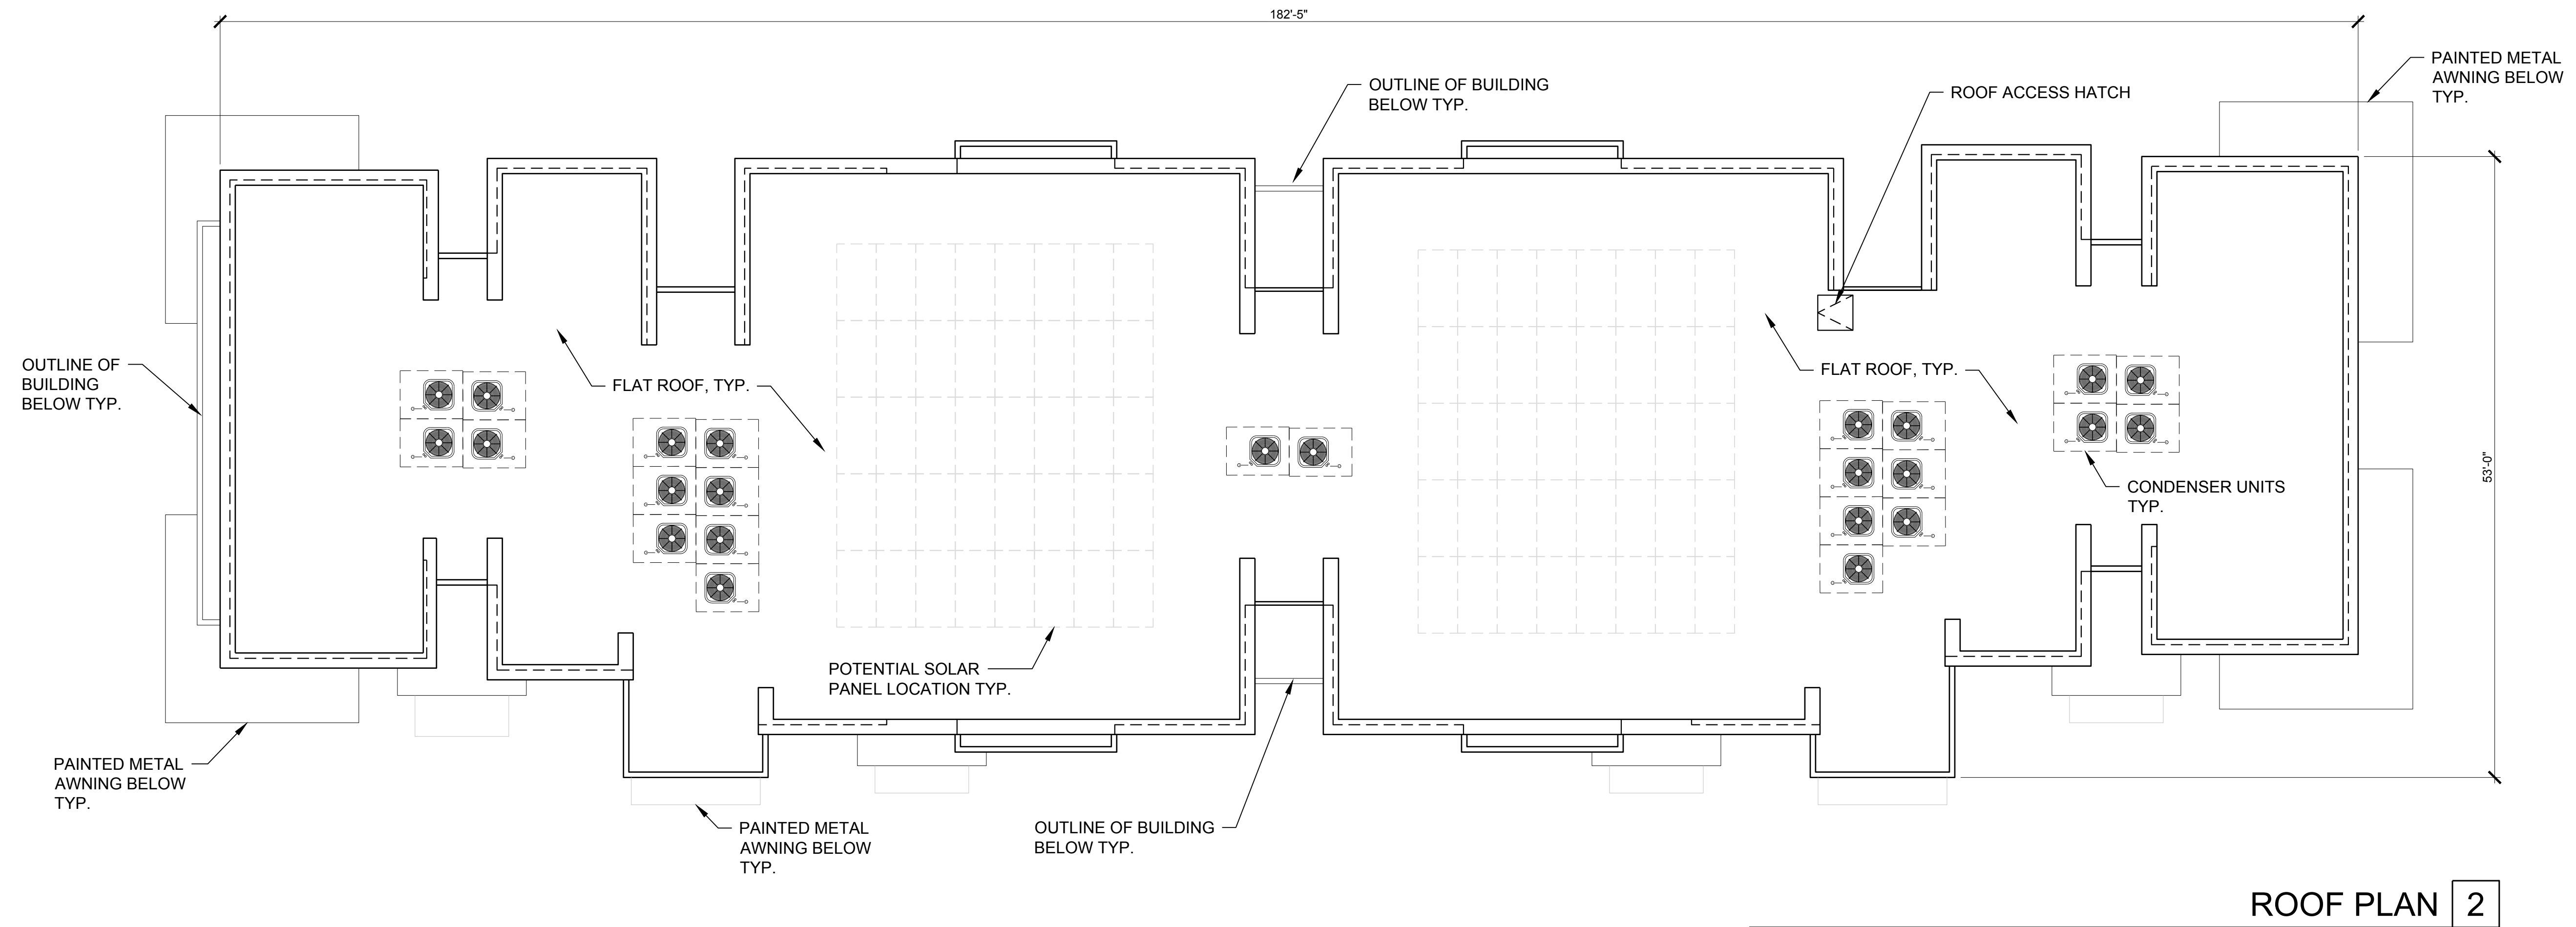 182'-5"
PAINTED METAL
AWNING BELOW
TYP.
OUTLINE OF BUILDING
BELOW TYP.
ROOF ACCESS HATCH
OUTLINE OF
BUILDING
BELOW TYP.
FLAT ROOF, TYP.
FLAT ROOF, TYP.
53'-0"
CONDENSER UNITS
TYP.
POTENTIAL SOLAR
PANEL LOCATION TYP.
PAINTED METAL
AWNING BELOW
TYP.
PAINTED METAL
AWNING BELOW
TYP.
OUTLINE OF BUILDING
BELOW TYP.
ROOF PLAN 2